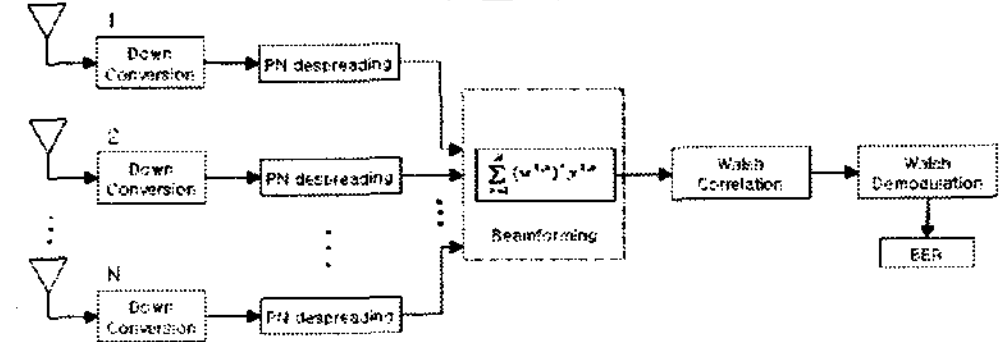 1
Down
Conversion
PN despreading
2
Down
Conversion
PN despreading
Beamforming
Walsh
Correlation
Walsh
Demodulation
BER
N
Down
Conversion
PN despreading